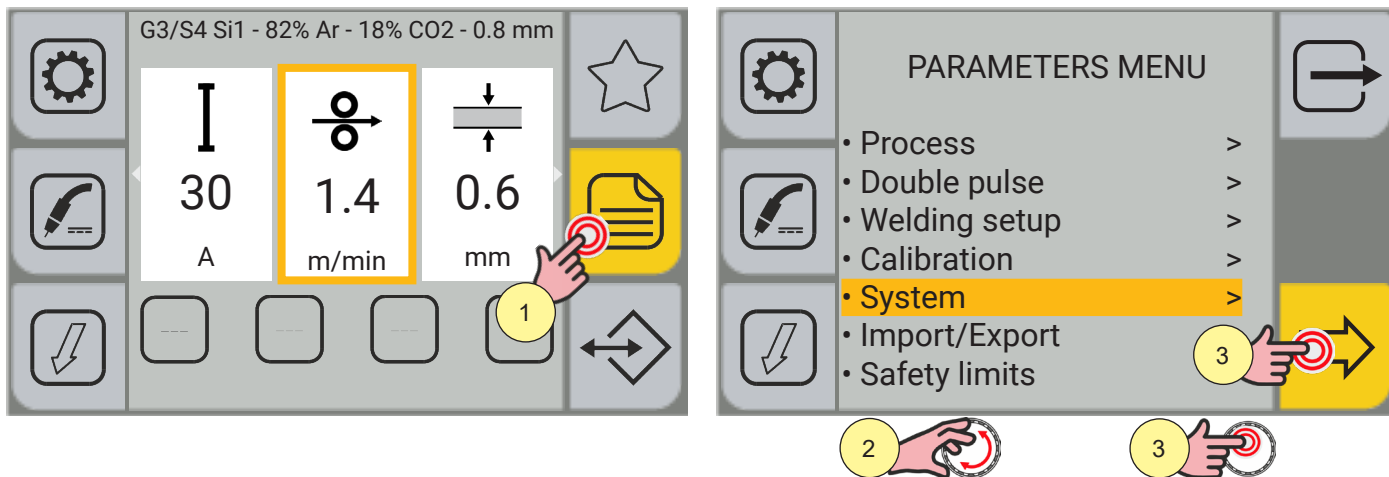 G3/S4 Si1 - 82% Ar - 18% CO2 - 0.8 mm
30
1.4
0.6
A
m/min
mm
---
---
---
1
PARAMETERS MENU
• Process >
• Double pulse >
• Welding setup >
• Calibration >
• System >
• Import/Export
• Safety limits
3
2
3